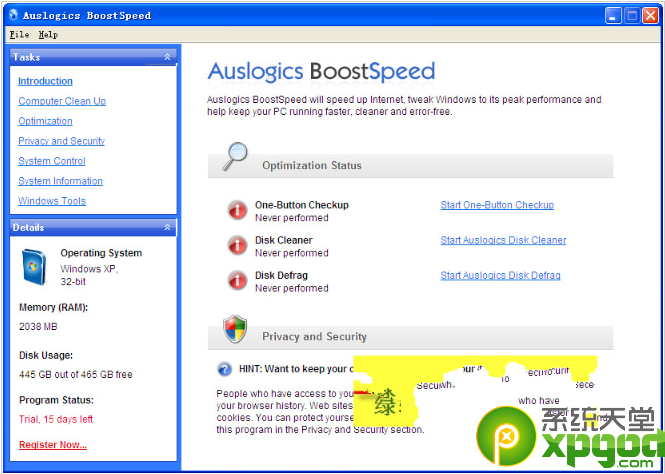 Auslogics BoostSpeed
File Help
Tasks
Introduction
Computer Clean Up
Optimization
Privacy and Security
System Control
System Information
Windows Tools
Details
Operating System
Windows XP,
32-bit
Memory (RAM):
2038 MB
Disk Usage:
445 GB out of 465 GB free
Program Status:
Trial, 15 days left
Register Now...
Auslogics BoostSpeed
Auslogics BoostSpeed will speed up Internet, tweak Windows to its peak performance and
help keep your PC running faster, cleaner and error-free.
Optimization Status
One-Button Checkup
Never performed
Start One-Button Checkup
Disk Cleaner
Never performed
Start Auslogics Disk Cleaner
Disk Defrag
Never performed
Start Auslogics Disk Defrag
Privacy and Security
HINT: Want to keep your
People who have access to
your browser history. Web sites
cookies. You can protect
this program in the Privacy and Security section.
who have
绿
系统天堂
xpgod
.com